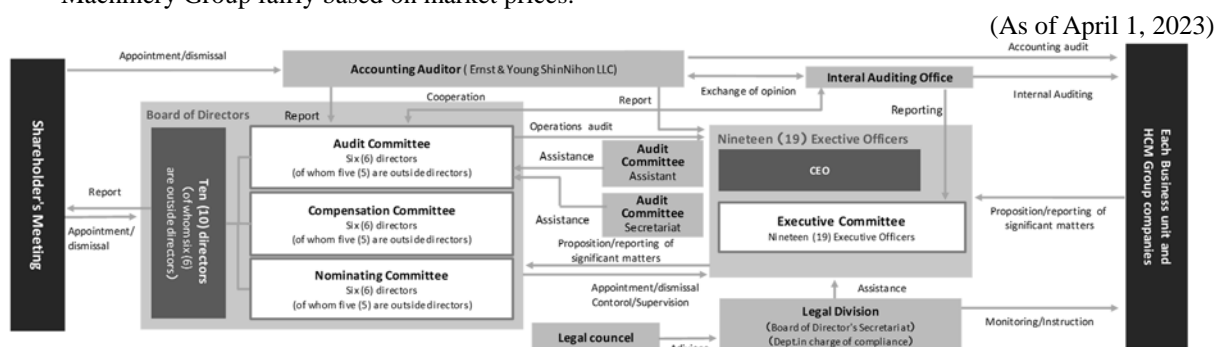 Machinery Group fairly based on market prices.
(As of April 1, 2023)
Appointment/dismissal
Accounting Auditor ( Ernst & Young ShinNihon LLC)
Accounting audit
Exchange of opinion
Interal Auditing Office
Internal Auditing
Cooperation
Report
Reporting
Shareholder's Meeting
Board of Directors
Report
Ten (10) directors
(of whom six (6)
are outside directors)
Audit Committee
Six (6) directors
(of whom five (5) are outside directors)
Operations audit
Assistance
Audit
Committee
Assistant
Assistance
Audit
Committee
Secretariat
Nineteen (19) Exective Officers
CEO
Executive Committee
Nineteen (19) Executive Officers
Each Business unit and
HCM Group companies
Report
Appointment/
dismissal
Compensation Committee
Six (6) directors
(of whom five (5) are outside directors)
Proposition/reporting of
significant matters
Proposition/reporting of
significant matters
Nominating Committee
Six (6) directors
(of whom five (5) are outside directors)
Appointment/dismissal
Contorol/Supervision
Assistance
Legal Division
(Board of Director's Secretariat)
(Dept.in charge of compliance)
Monitoring/Instruction
Legal councel